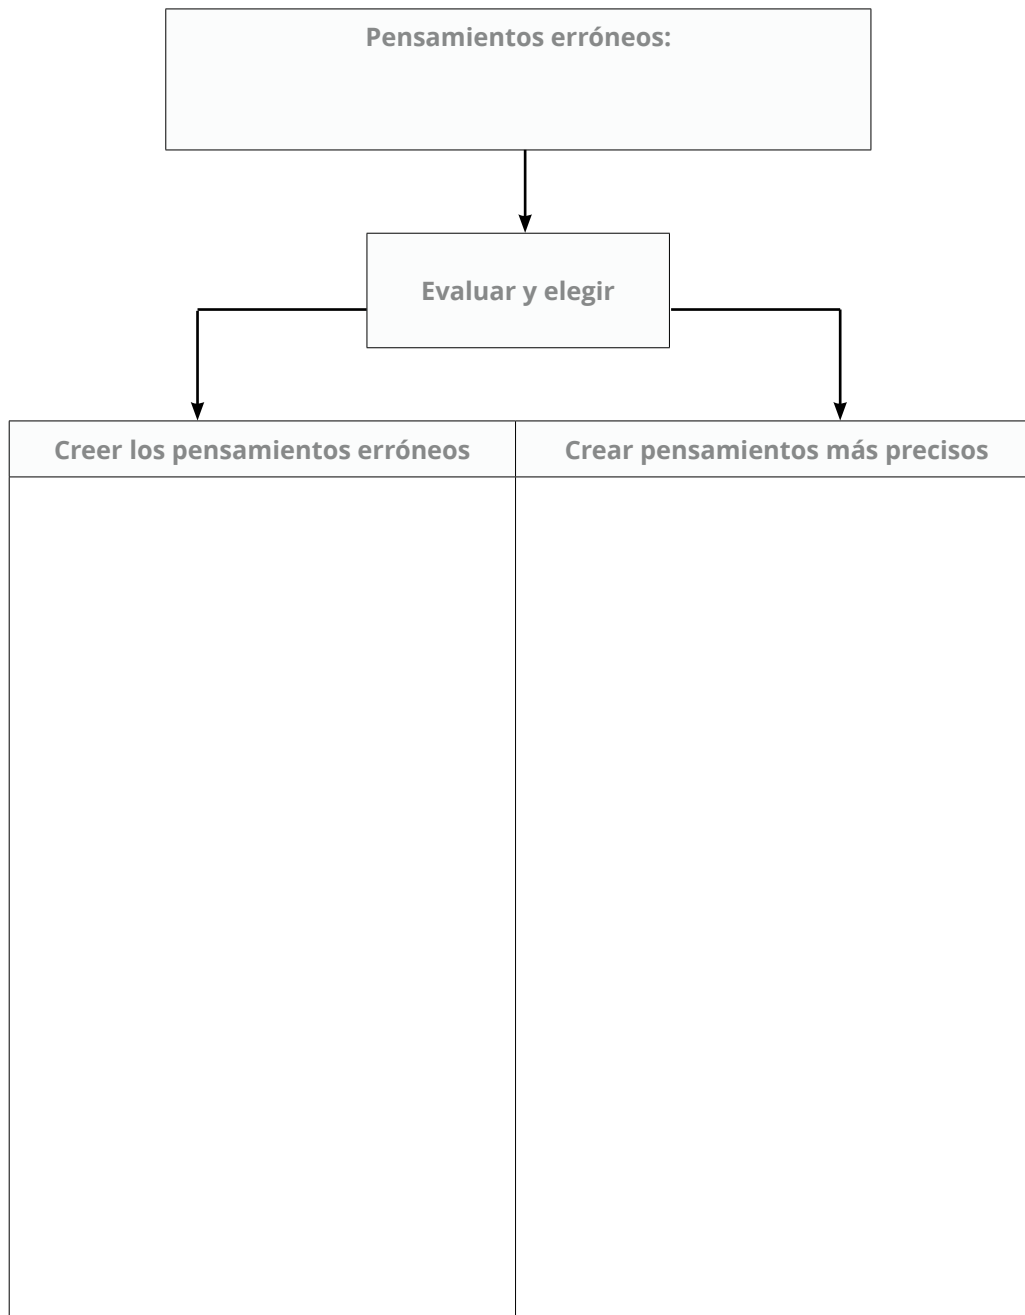 Pensamientos erróneos:
Evaluar y elegir
Creer los pensamientos erróneos
Crear pensamientos más precisos